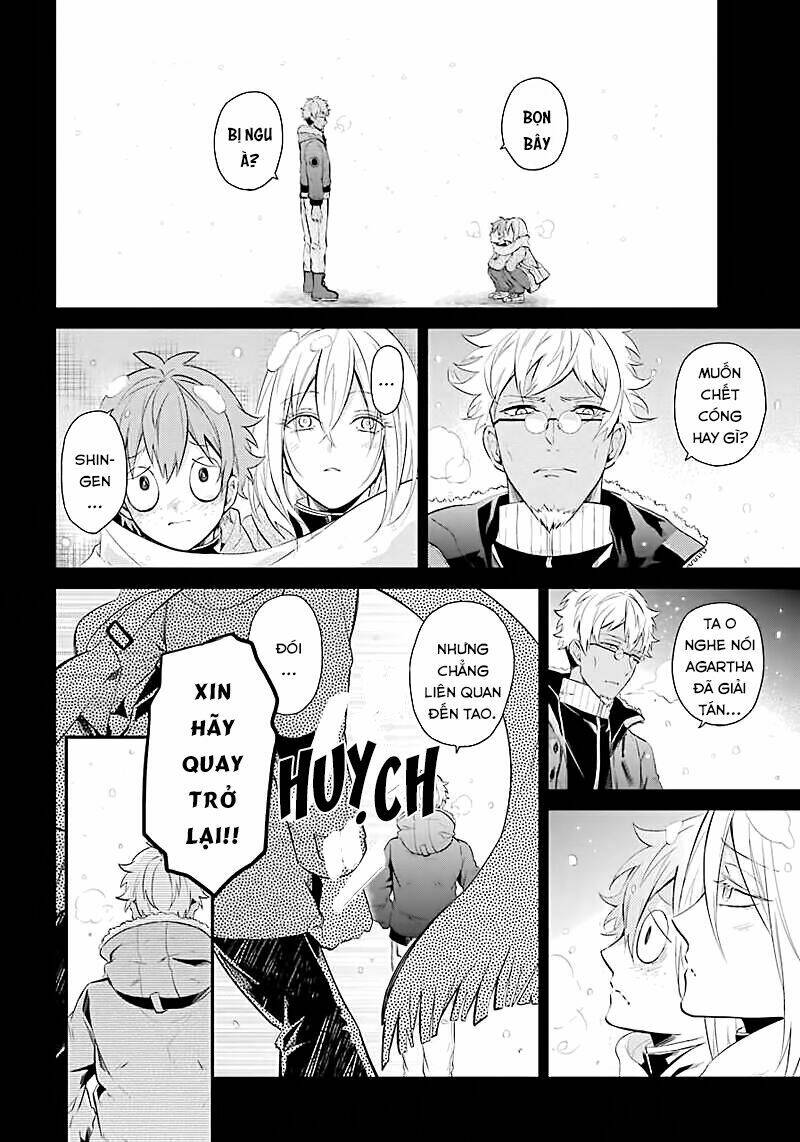 BỌN
BÂY
BỊ NGU
À?
MUỐN
CHẾT
CÓNG
HAY GÌ?
...
SHIN-
GEN
...
TA O
NGHE NÓI
AGARTHA
ĐÃ GIẢI
TÁN...
NHƯNG
CHẲNG
LIÊN QUAN
ĐẾN TAO.
ĐÓI
...
HUỴCH
XIN
HÃY
QUAY
TRỞ
LẠI!!